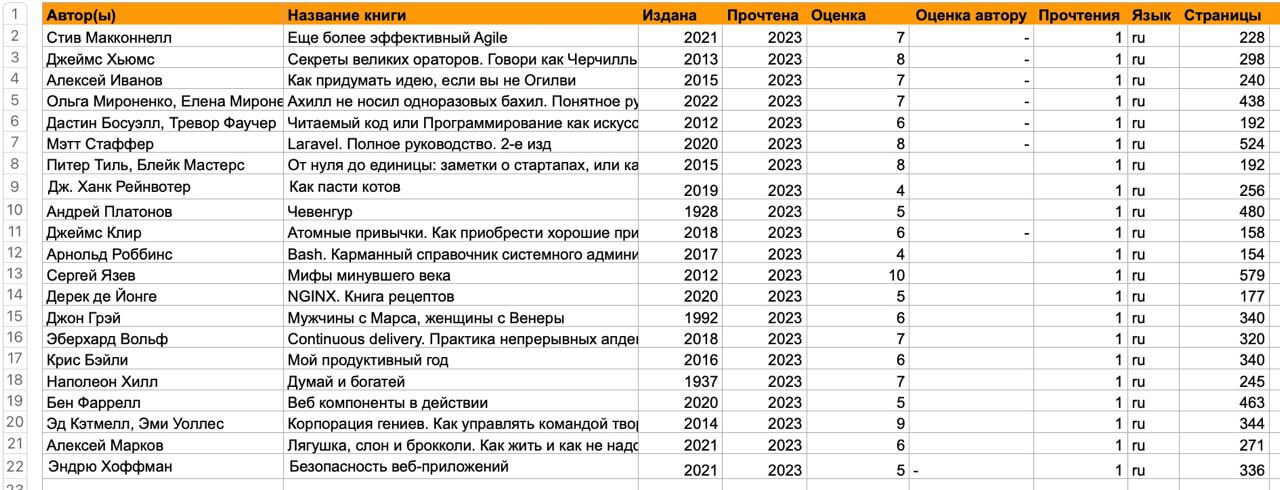 1 Автор(ы) Название книги Издана Прочтена Оценка Оценка автору Прочтения Язык Страницы
2 Стив Макконнелл Еще более эффективный Agile 2021 2023 7 - 1 ru 228
3 Джеймс Хьюмс Секреты великих ораторов. Говори как Черчилль 2013 2023 8 - 1 ru 298
4 Алексей Иванов Как придумать идею, если вы не Огилви 2015 2023 7 - 1 ru 240
5 Ольга Мироненко, Елена Мироне Ахилл не носил одноразовых бахил. Понятное ру 2022 2023 7 - 1 ru 438
6 Дастин Босуэлл, Тревор Фаучер Читаемый код или Программирование как искусс 2012 2023 6 - 1 ru 192
7 Мэтт Стаффер Laravel. Полное руководство. 2-е изд 2020 2023 8 - 1 ru 524
8 Питер Тиль, Блейк Мастерс От нуля до единицы: заметки о стартапах, или ка 2015 2023 8 1 ru 192
9 Дж. Ханк Рейнвотер Как пасти котов 2019 2023 4 1 ru 256
10 Андрей Платонов Чевенгур 1928 2023 5 1 ru 480
11 Джеймс Клир Атомные привычки. Как приобрести хорошие при 2018 2023 6 - 1 ru 158
12 Арнольд Роббинс Bash. Карманный справочник системного админи 2017 2023 4 1 ru 154
13 Сергей Язев Мифы минувшего века 2012 2023 10 1 ru 579
14 Дерек де Йонге NGINX. Книга рецептов 2020 2023 5 1 ru 177
15 Джон Грэй Мужчины с Марса, женщины с Венеры 1992 2023 6 1 ru 340
16 Эберхард Вольф Continuous delivery. Практика непрерывных апде 2018 2023 7 1 ru 320
17 Крис Бэйли Мой продуктивный год 2016 2023 6 1 ru 340
18 Наполеон Хилл Думай и богатей 1937 2023 7 1 ru 245
19 Бен Фаррелл Веб компоненты в действии 2020 2023 5 1 ru 463
20 Эд Кэтмелл, Эми Уоллес Корпорация гениев. Как управлять командой твор 2014 2023 9 1 ru 344
21 Алексей Марков Лягушка, слон и брокколи. Как жить и как не надо 2021 2023 6 1 ru 271
22 Эндрю Хоффман Безопасность веб-приложений 2021 2023 5 - 1 ru 336
23